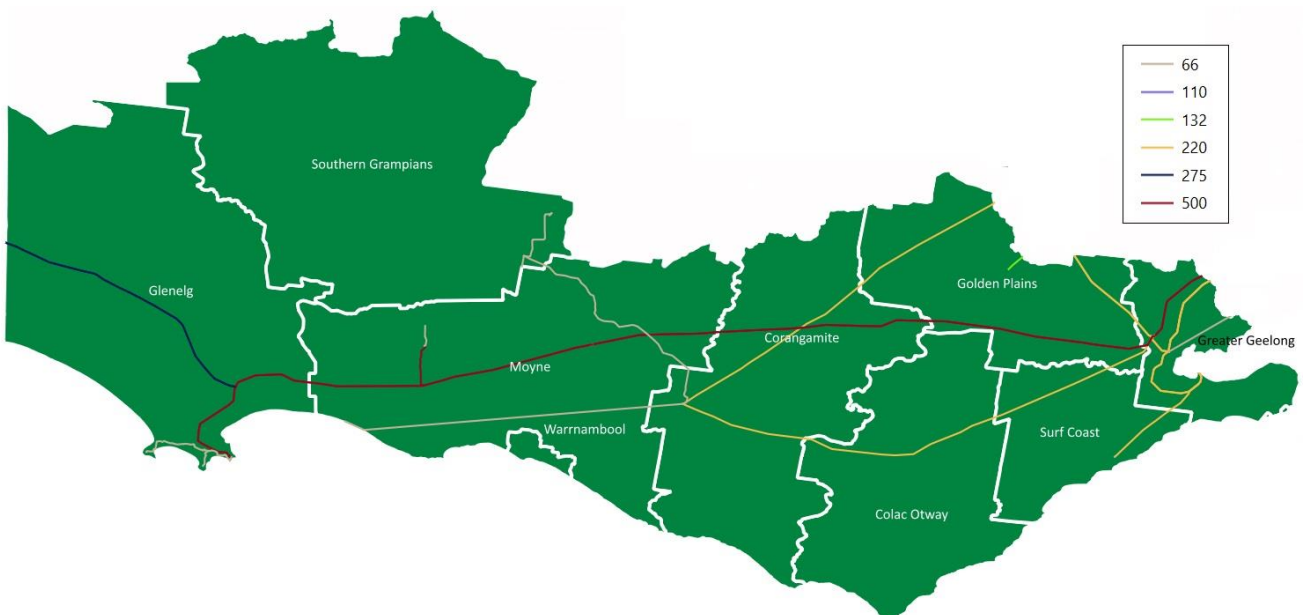 66
110
132
220
275
500
Southern Grampians
Glenelg
Golden Plains
Greater Geelong
Corangamite
Moyne
Warrnambool
Surf Coast
Colac Otway